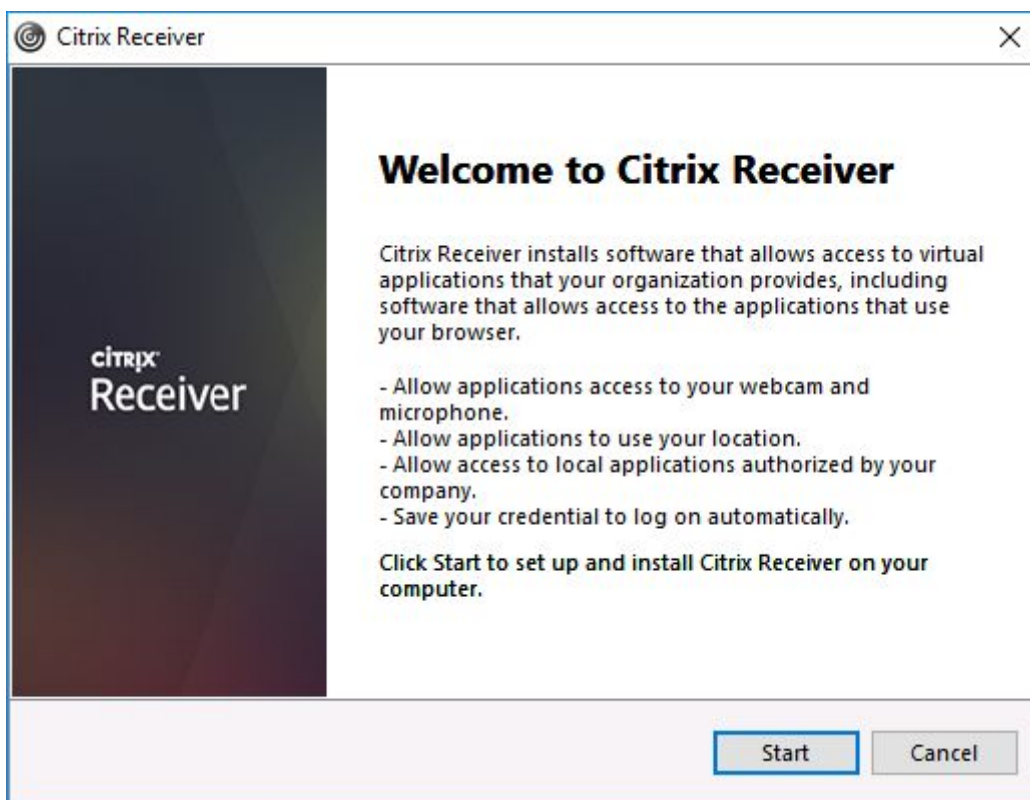 Citrix Receiver
Welcome to Citrix Receiver
Citrix Receiver installs software that allows access to virtual
applications that your organization provides, including
software that allows access to the applications that use
your browser.
- Allow applications access to your webcam and
microphone.
- Allow applications to use your location.
- Allow access to local applications authorized by your
company.
- Save your credential to log on automatically.
Click Start to set up and install Citrix Receiver on your
computer.
CİTRIX
Receiver
Start
Cancel